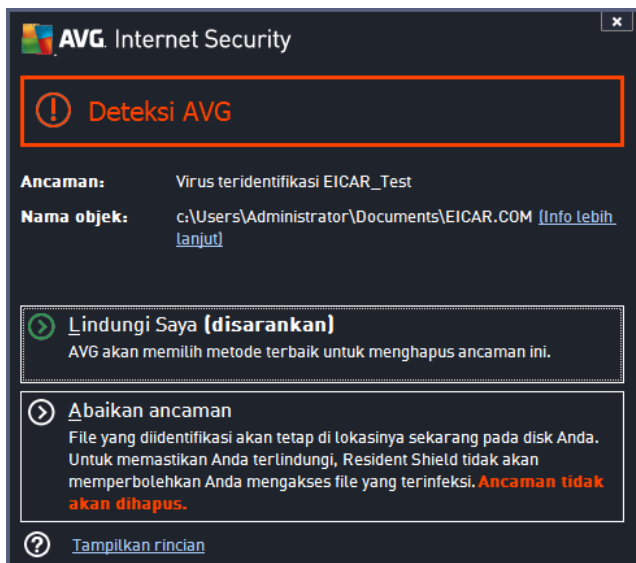 AVG. Internet Security
Deteksi AVG
Ancaman: Virus teridentifikasi EICAR_Test
Nama objek: c:\Users\Administrator\Documents\EICAR.COM (Info lebih
lanjut)
Lindungi Saya (disarankan)
AVG akan memilih metode terbaik untuk menghapus ancaman ini.
Abaikan ancaman
File yang diidentifikasi akan tetap di lokasinya sekarang pada disk Anda.
Untuk memastikan Anda terlindungi, Resident Shield tidak akan
memperbolehkan Anda mengakses file yang terinfeksi. Ancaman tidak
akan dihapus.
Tampilkan rincian